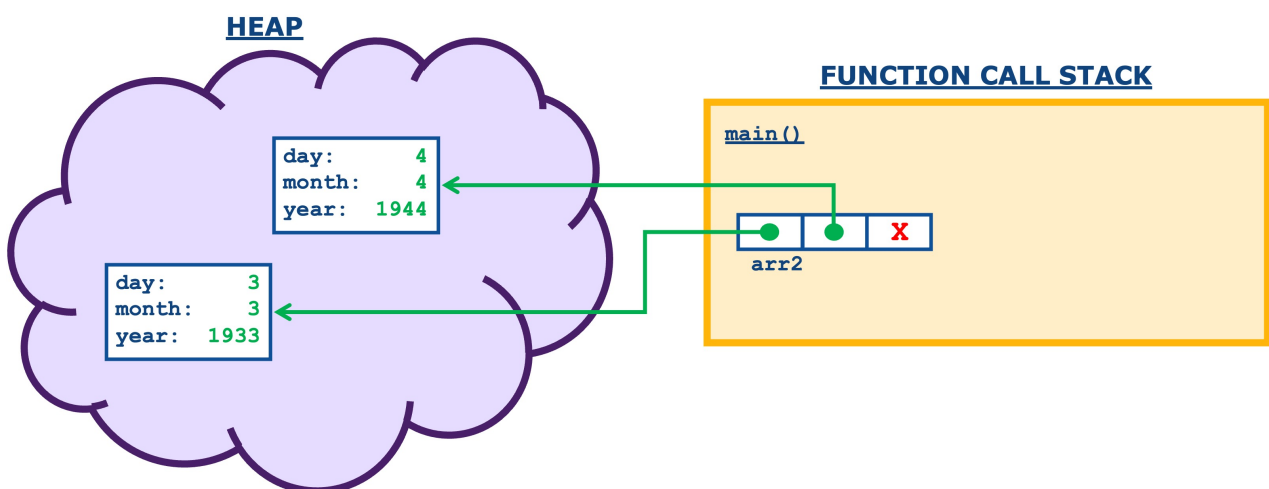 HEAP
FUNCTION CALL STACK
main()
day: 4
month: 4
year: 1944
X
arr2
day: 3
month: 3
year: 1933